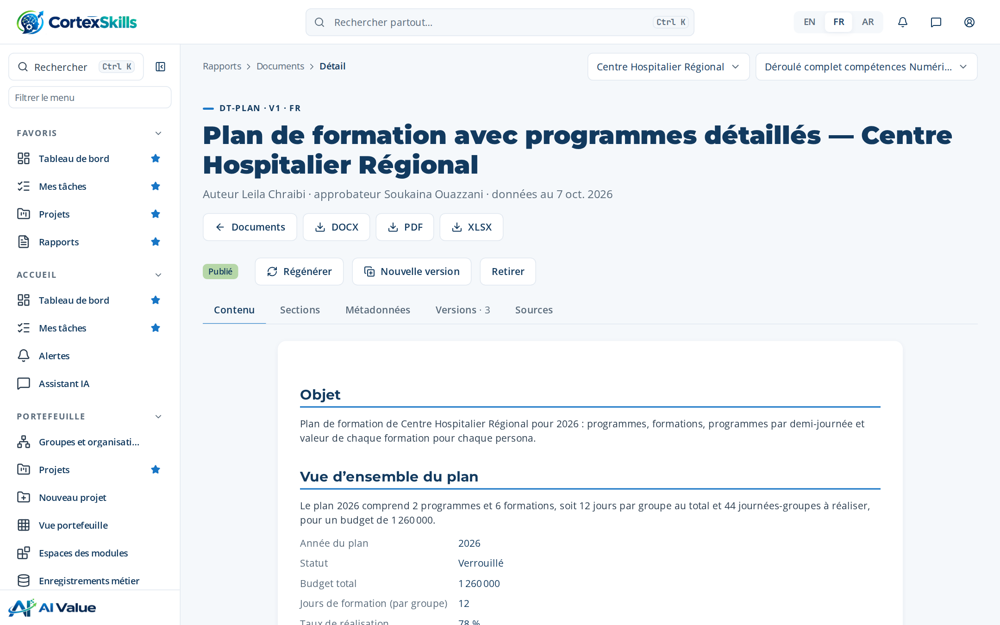 CortexSkills
Rechercher partout...
Ctrl K
EN
FR
AR
Rechercher
Ctrl K
Filtrer le menu
FAVORIS
Tableau de bord
Mes tâches
Projets
Rapports
ACCUEIL
Tableau de bord
Mes tâches
Alertes
Assistant IA
PORTEFEUILLE
Groupes et organisati...
Projets
Nouveau projet
Vue portefeuille
Espaces des modules
Enregistrements métier
AI Value
Rapports > Documents > Détail
Centre Hospitalier Régional
Déroulé complet compétences Numéri...
DT-PLAN · V1 · FR
Plan de formation avec programmes détaillés — Centre
Hospitalier Régional
Auteur Leila Chraibi · approbateur Soukaina Ouazzani · données au 7 oct. 2026
Documents
DOCX
PDF
XLSX
Publié
Régénérer
Nouvelle version
Retirer
Contenu
Sections
Métadonnées
Versions · 3
Sources
Objet
Plan de formation de Centre Hospitalier Régional pour 2026 : programmes, formations, programmes par demi-journée et
valeur de chaque formation pour chaque persona.
Vue d’ensemble du plan
Le plan 2026 comprend 2 programmes et 6 formations, soit 12 jours par groupe au total et 44 journées-groupes à réaliser,
pour un budget de 1 260 000.
Année du plan 2026
Statut Verrouillé
Budget total 1 260 000
Jours de formation (par groupe) 12
Taux de réalisation 78 %